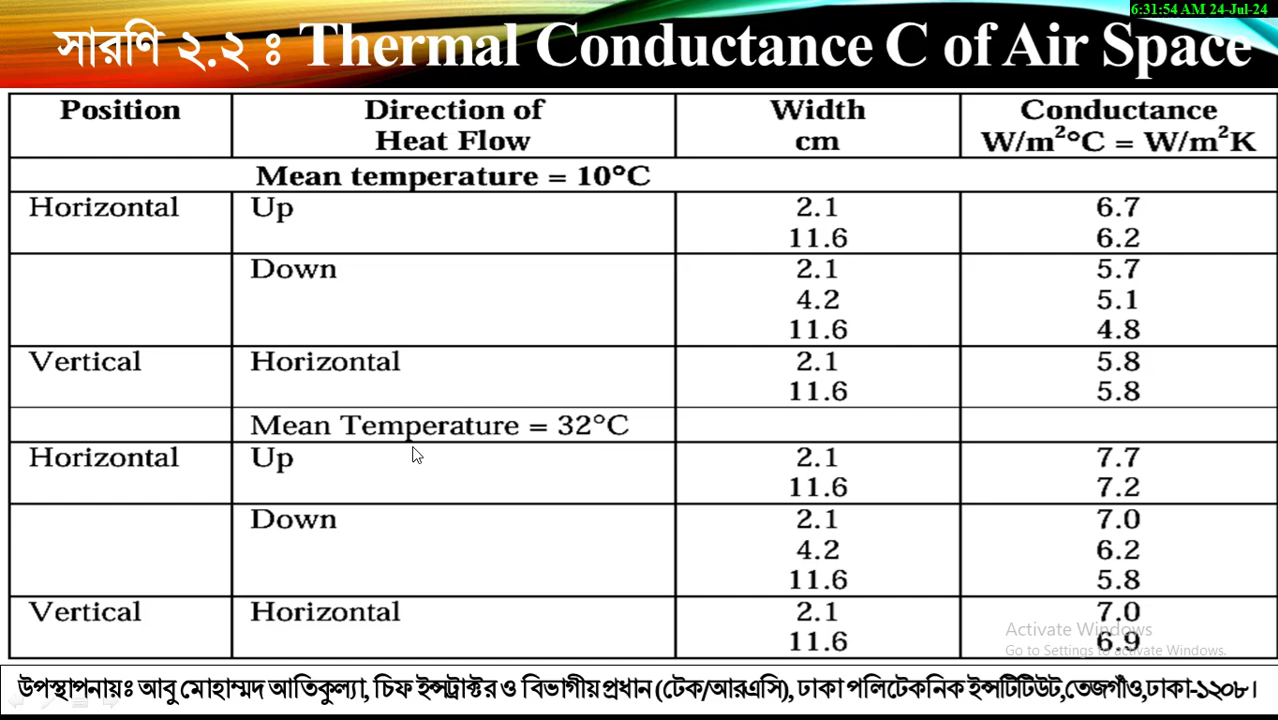 6:31:54 AM 24-Jul-24
সারণি ২.২ ঃ Thermal Conductance C of Air Space
Position Direction of Heat Flow Width cm Conductance W/m²°C = W/m²K
Mean temperature = 10°C
Horizontal Up 2.1 6.7
11.6 6.2
Down 2.1 5.7
4.2 5.1
11.6 4.8
Vertical Horizontal 2.1 5.8
11.6 5.8
Mean Temperature = 32°C
Horizontal Up 2.1 7.7
11.6 7.2
Down 2.1 7.0
4.2 6.2
11.6 5.8
Vertical Horizontal 2.1 7.0
11.6 6.9
Activate Windows
Go to Settings to activate Windows.
উপস্থাপনায়ঃ আবু মোহাম্মদ আতিকুল্যা, চিফ ইন্সট্রাক্টর ও বিভাগীয় প্রধান (টেক/আরএসি), ঢাকা পলিটেকনিক ইন্সটিটিউট,তেজগাঁও,ঢাকা-১২০৮।